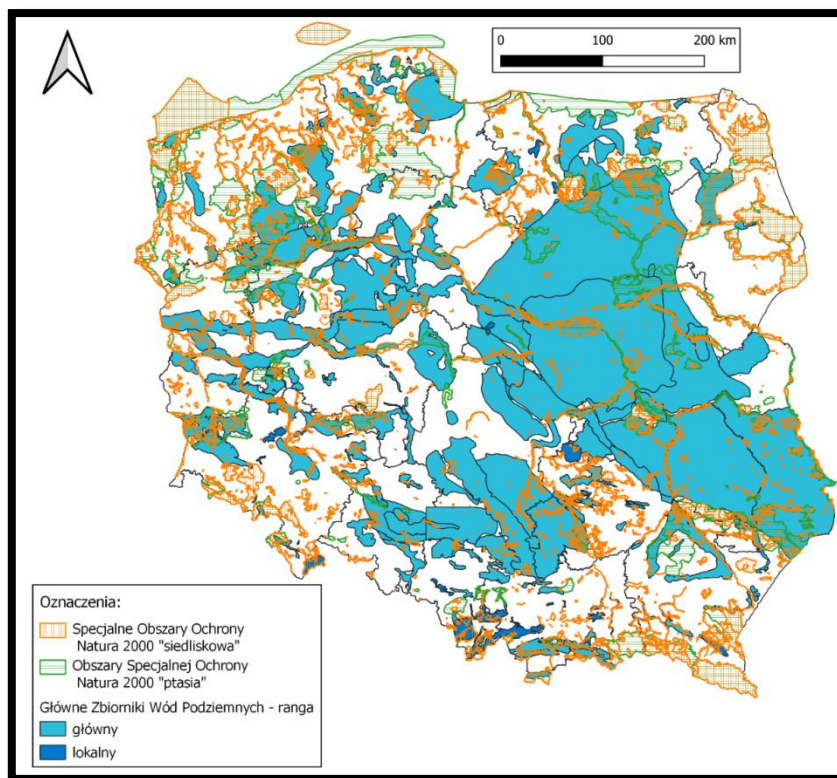 0 100 200 km
Oznaczenia:
Specjalne Obszary Ochrony
Natura 2000 "siedliskowa"
Obszary Specjalnej Ochrony
Natura 2000 "ptasia"
Główne Zbiorniki Wód Podziemnych - ranga
główny
lokalny